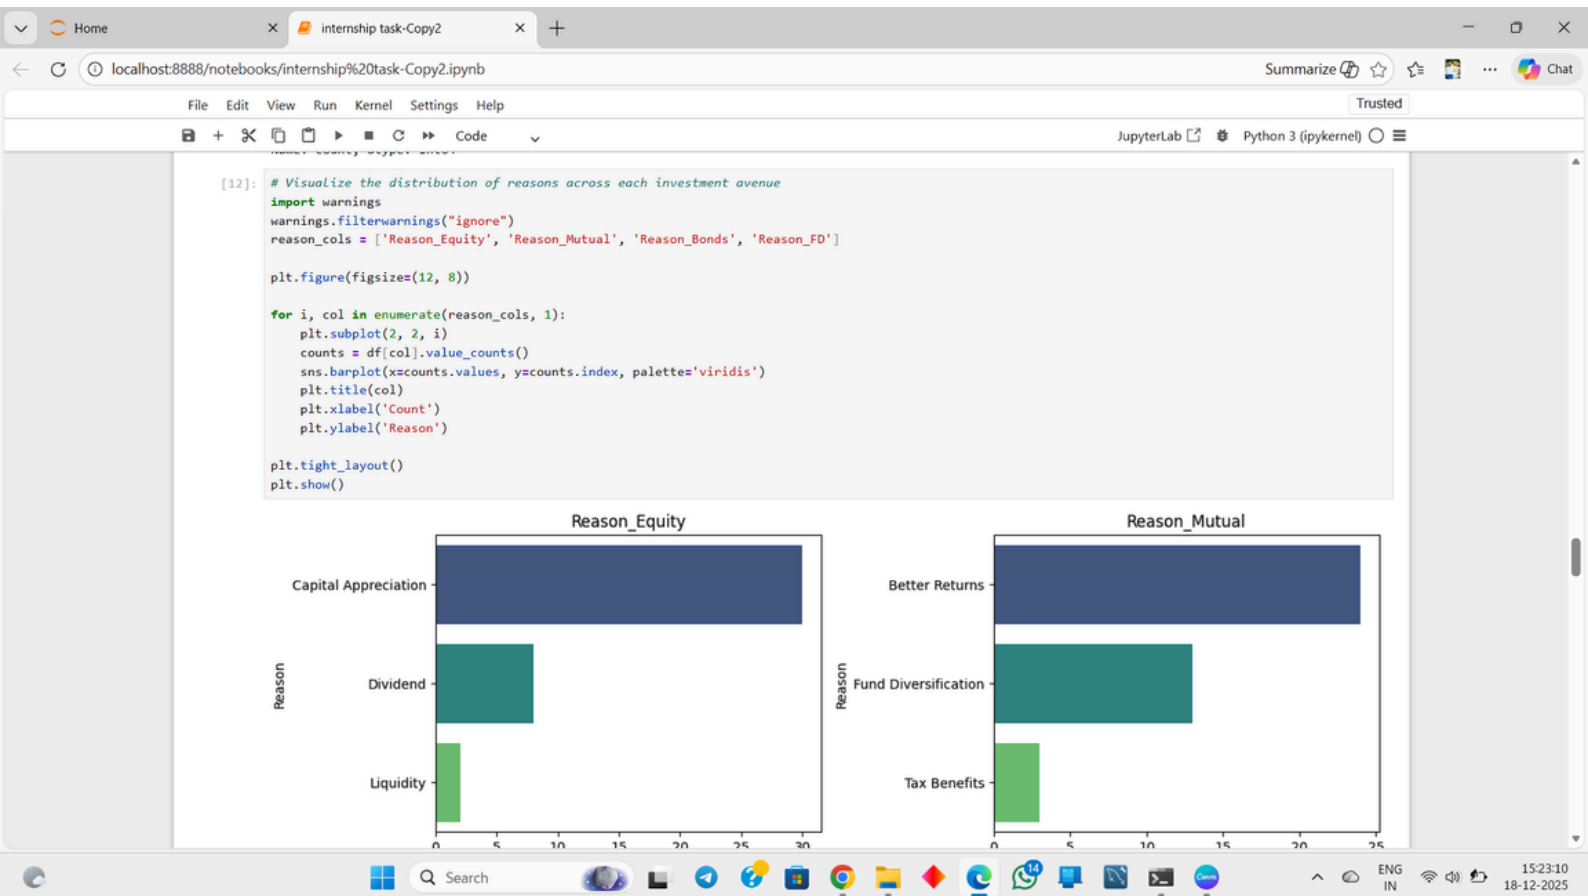 Home
internship task-Copy2
localhost:8888/notebooks/internship%20task-Copy2.ipynb
Summarize
Chat
File Edit View Run Kernel Settings Help
Trusted
Code
JupyterLab
Python 3 (ipykernel)
[12]:
# Visualize the distribution of reasons across each investment avenue
import warnings
warnings.filterwarnings("ignore")
reason_cols = ['Reason_Equity', 'Reason_Mutual', 'Reason_Bonds', 'Reason_FD']
plt.figure(figsize=(12, 8))
for i, col in enumerate(reason_cols, 1):
    plt.subplot(2, 2, i)
    counts = df[col].value_counts()
    sns.barplot(x=counts.values, y=counts.index, palette='viridis')
    plt.title(col)
    plt.xlabel('Count')
    plt.ylabel('Reason')
plt.tight_layout()
plt.show()
Reason_Equity
Capital Appreciation
Dividend
Liquidity
Reason
0 5 10 15 20 25 30
Reason_Mutual
Better Returns
Fund Diversification
Tax Benefits
Reason
0 5 10 15 20 25
Search
14
ENG
IN
15:23:10
18-12-2025